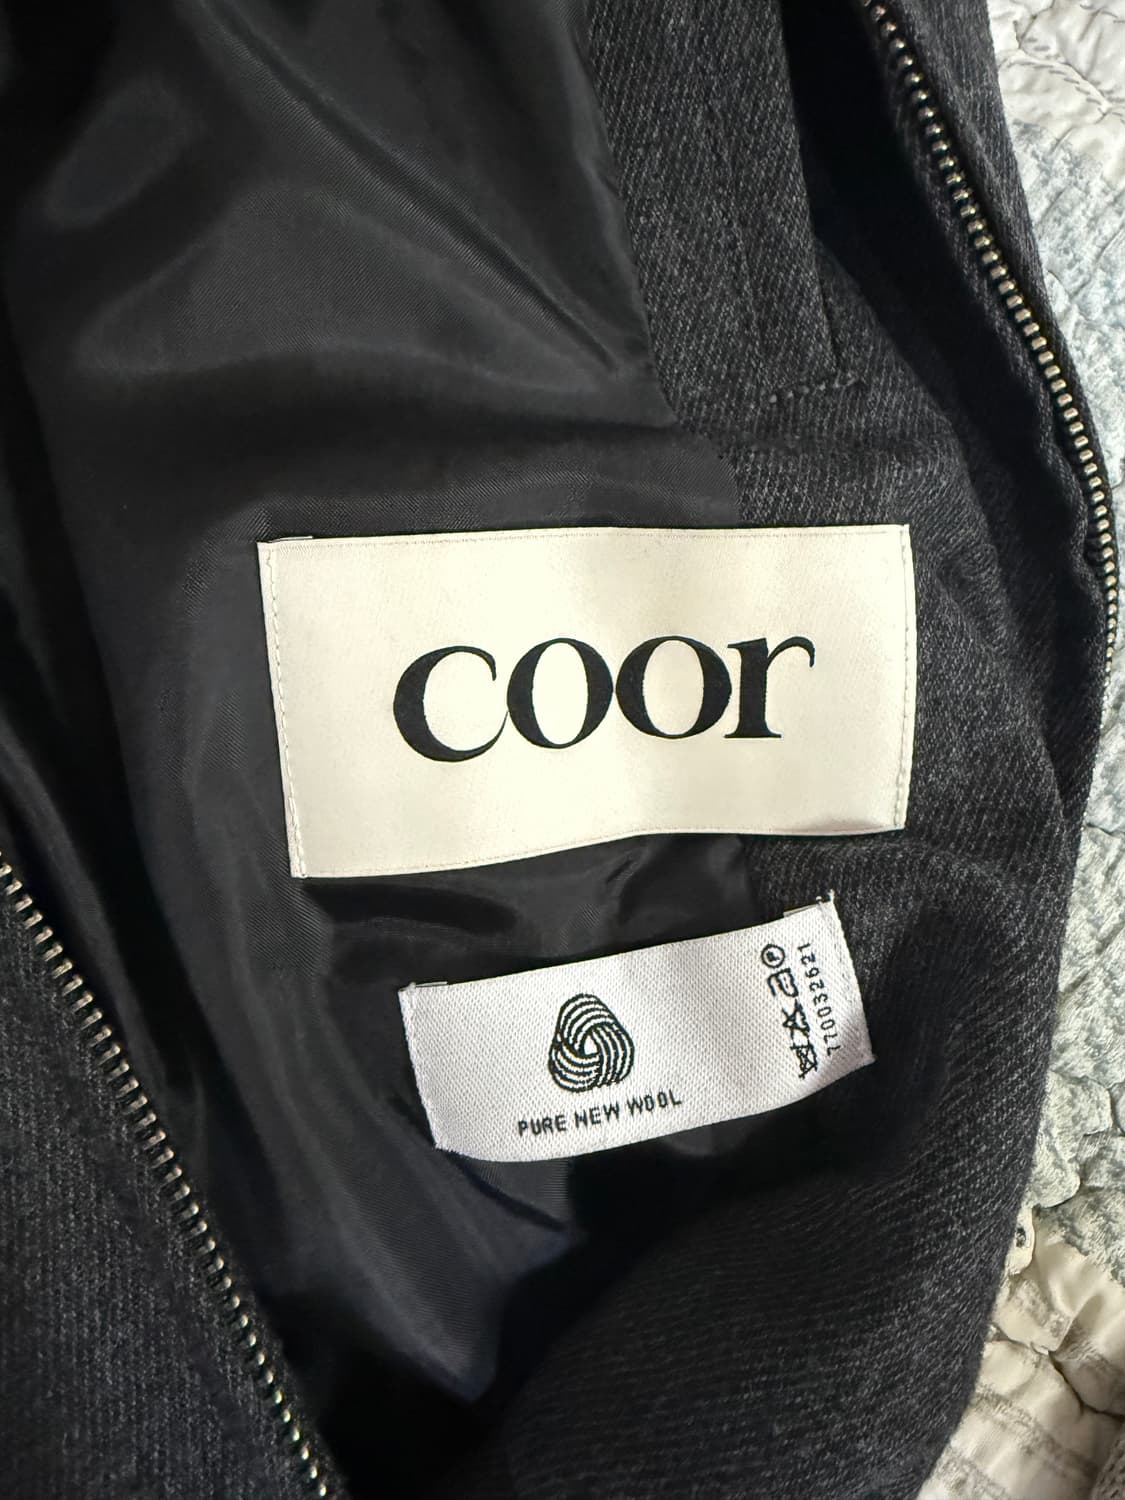 coor
PURE NEW WOOL
P
770032621